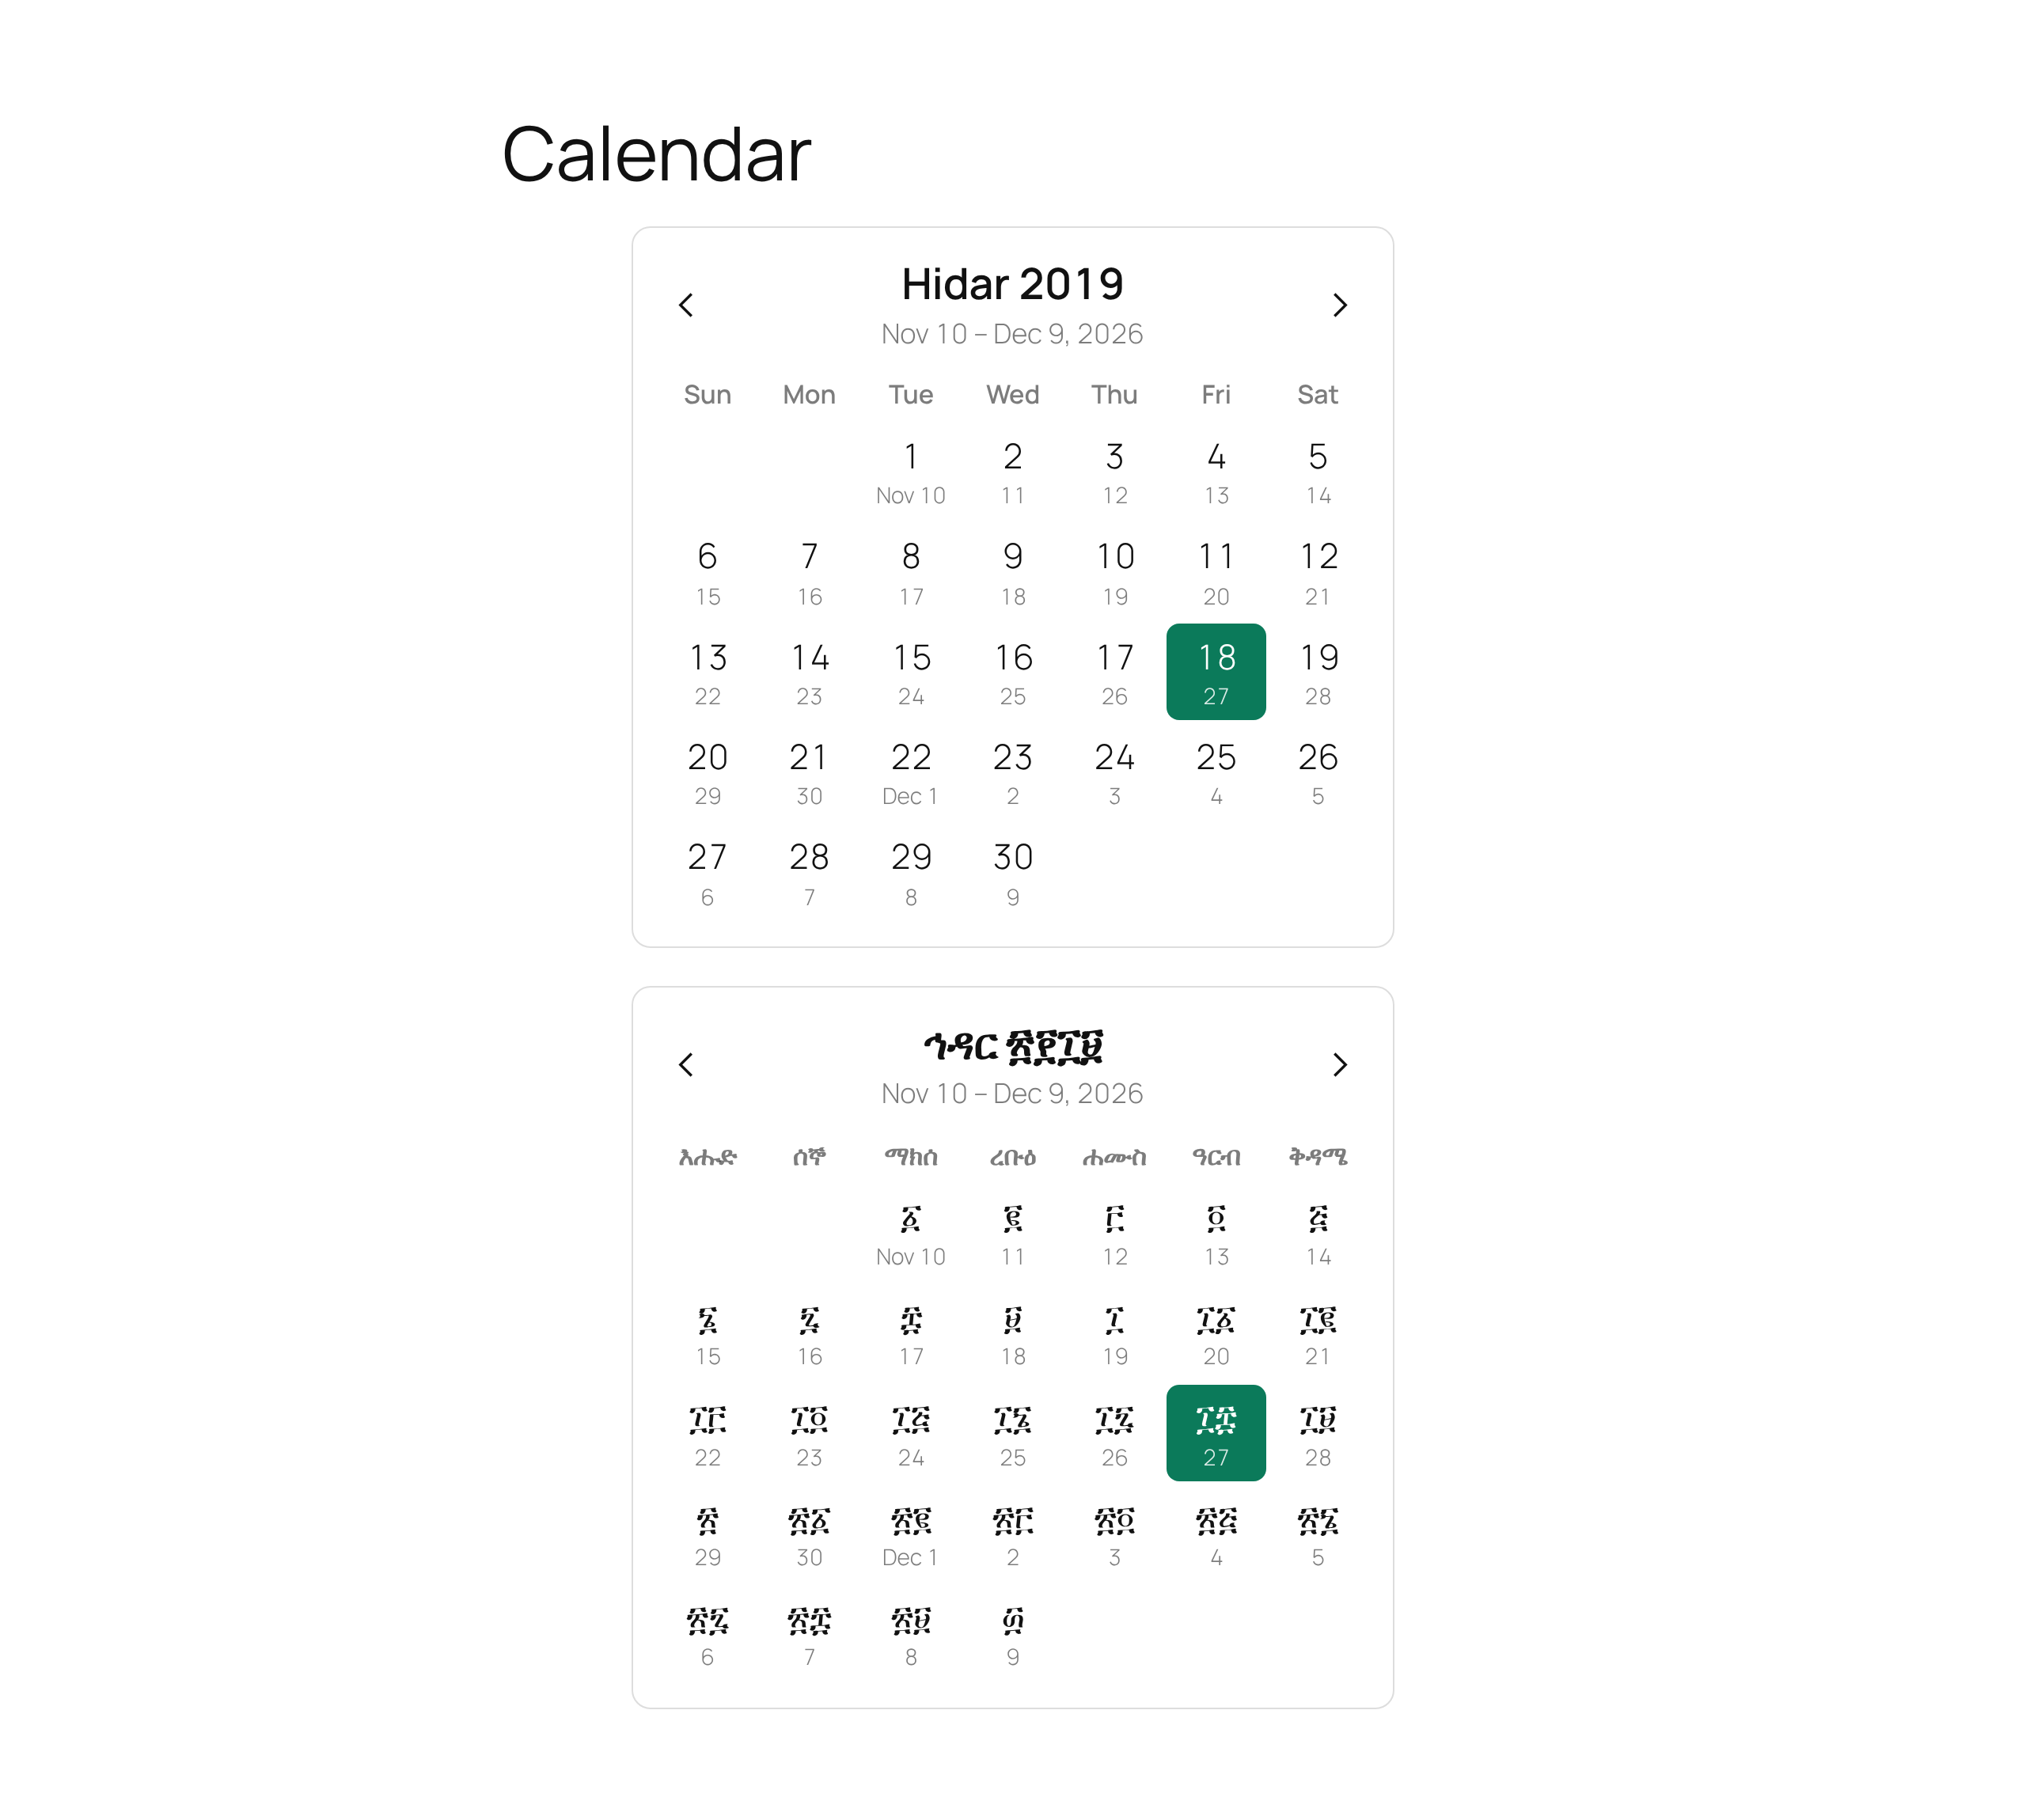 Calendar
Hidar 2019
Nov 10 – Dec 9, 2026
Sun Mon Tue Wed Thu Fri Sat
1 2 3 4 5
Nov 10 11 12 13 14
6 7 8 9 10 11 12
15 16 17 18 19 20 21
13 14 15 16 17 18 19
22 23 24 25 26 27 28
20 21 22 23 24 25 26
29 30 Dec 1 2 3 4 5
27 28 29 30
6 7 8 9
ኅዳር ፳፻፲፱
Nov 10 – Dec 9, 2026
እሑድ ሰኞ ማክሰ ረቡዕ ሐሙስ ዓርብ ቅዳሜ
፩ ፪ ፫ ፬ ፭
Nov 10 11 12 13 14
፮ ፯ ፰ ፱ ፲ ፲፩ ፲፪
15 16 17 18 19 20 21
፲፫ ፲፬ ፲፭ ፲፮ ፲፯ ፲፰ ፲፱
22 23 24 25 26 27 28
፳ ፳፩ ፳፪ ፳፫ ፳፬ ፳፭ ፳፮
29 30 Dec 1 2 3 4 5
፳፯ ፳፰ ፳፱ ፴
6 7 8 9